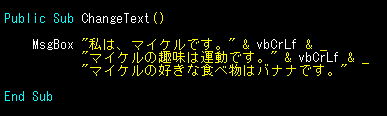 Public Sub ChangeText()
MsgBox "私は、マイケルです。" & vbCrLf & _
"マイケルの趣味は運動です。" & vbCrLf & _
"マイケルの好きな食べ物はバナナです。"
End Sub